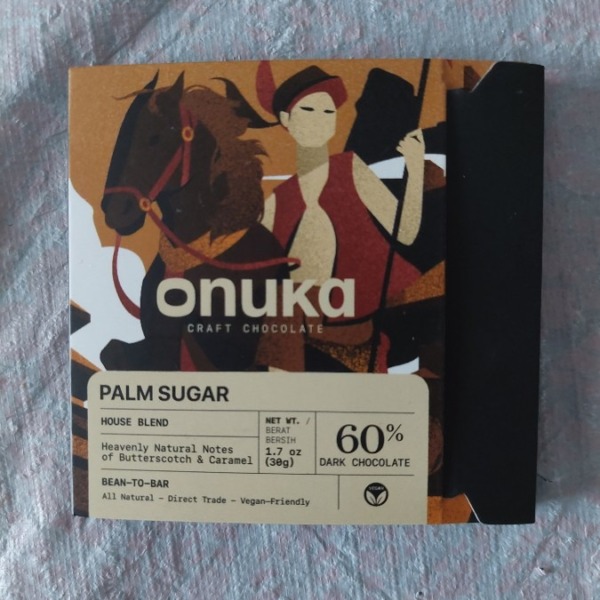 onuka
CRAFT CHOCOLATE
PALM SUGAR
HOUSE BLEND
Heavenly Natural Notes
of Butterscotch & Caramel
NET WT. /
BERAT
BERSIH
1.7 oz
(30g)
60%
DARK CHOCOLATE
BEAN-TO-BAR
All Natural - Direct Trade - Vegan-Friendly
VEGAN